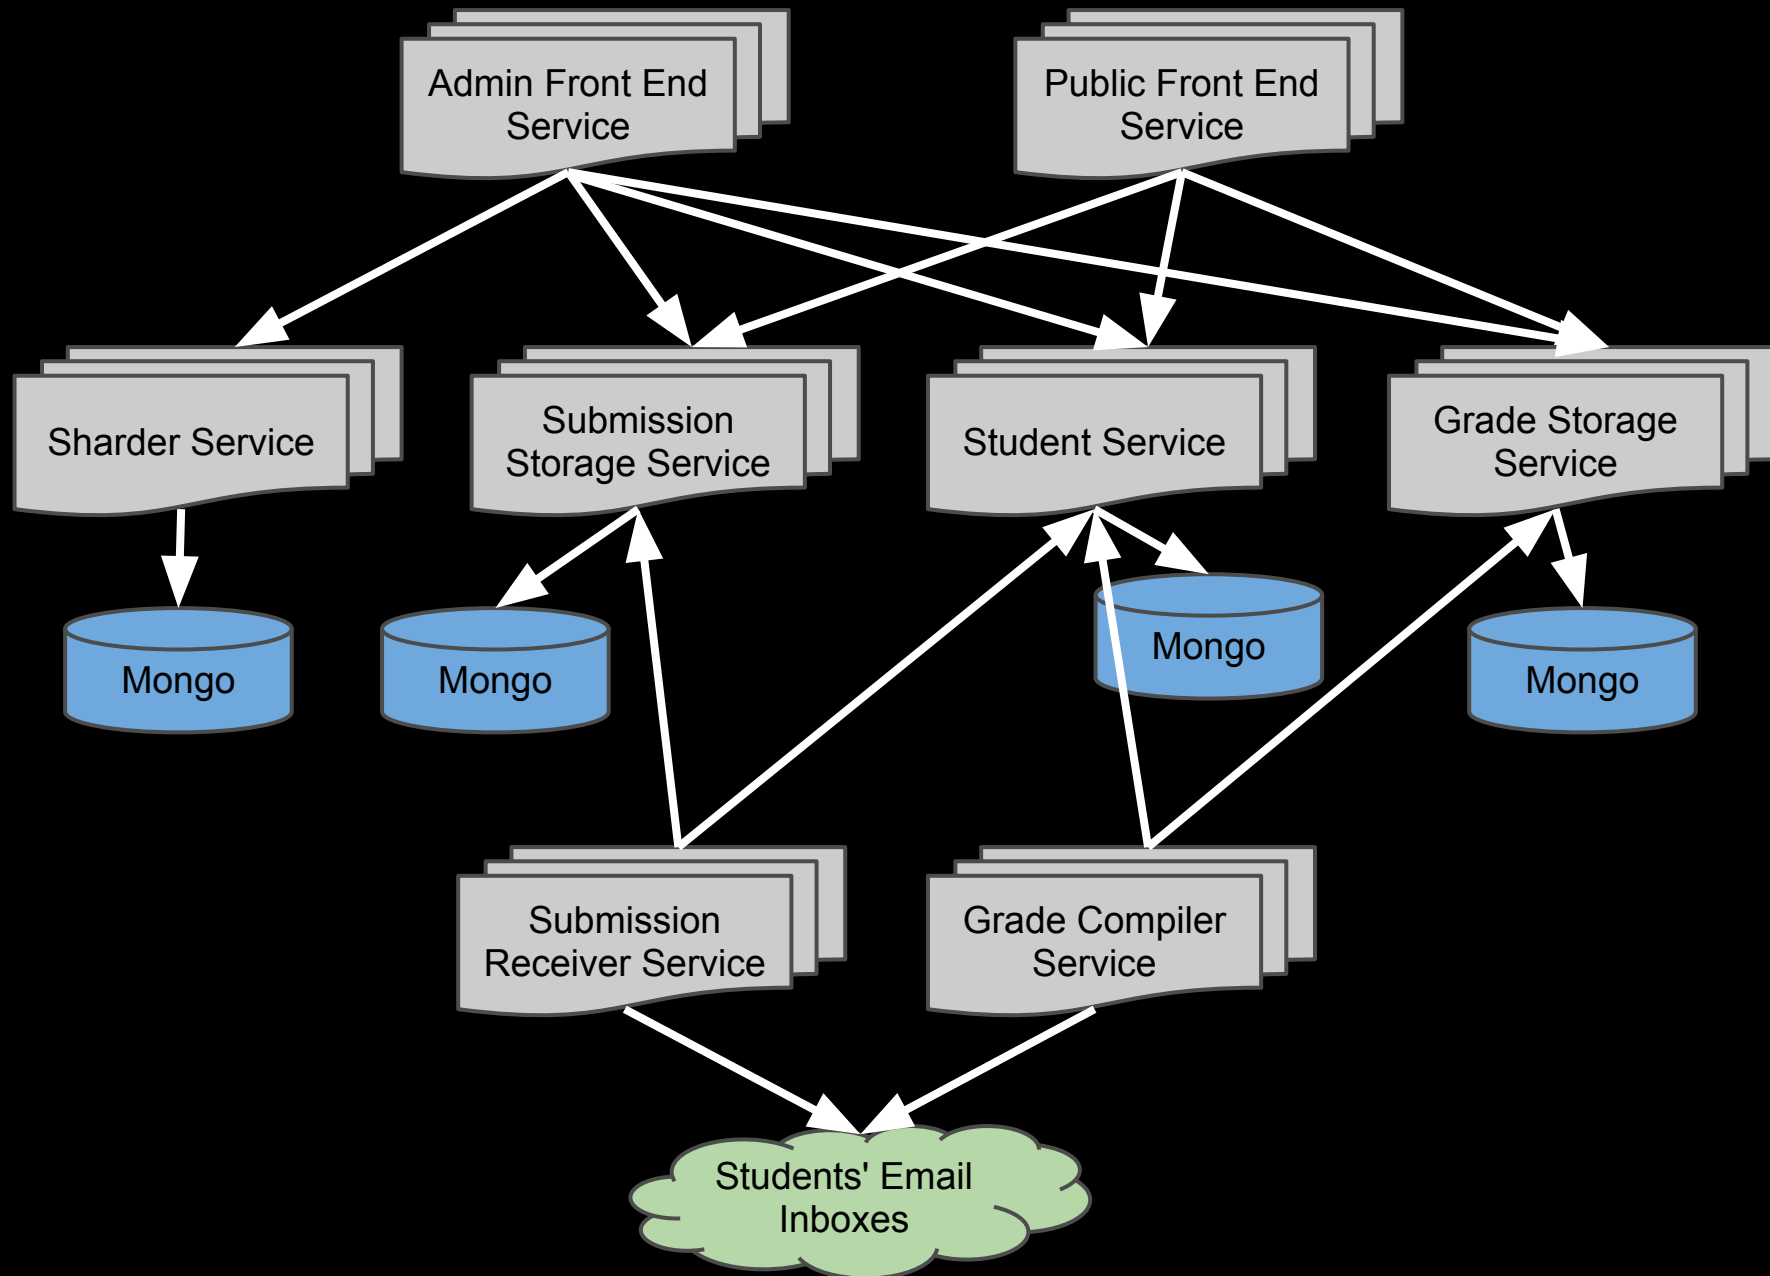 Admin Front End
Service
Public Front End
Service
Sharder Service
Submission
Storage Service
Student Service
Grade Storage
Service
Mongo
Mongo
Mongo
Mongo
Submission
Receiver Service
Grade Compiler
Service
Students' Email
Inboxes